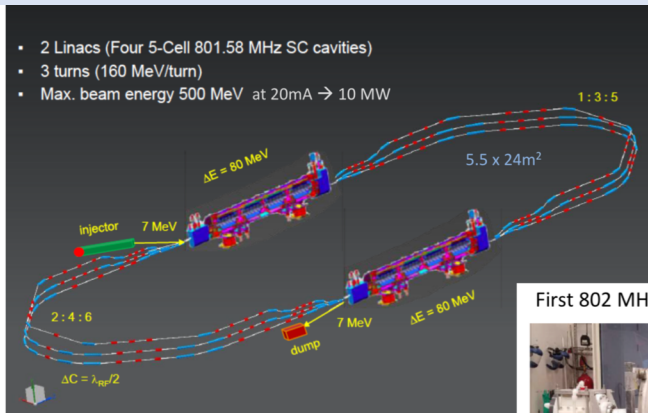 ▪ 2 Linacs (Four 5-Cell 801.58 MHz SC cavities)
▪ 3 turns (160 MeV/turn)
▪ Max. beam energy 500 MeV at 20mA → 10 MW
1 : 3 : 5
ΔE = 80 MeV
5.5 x 24m²
injector
7 MeV
First 802 MH
2 : 4 : 6
7 MeV
ΔE = 80 MeV
dump
ΔC = λRF/2